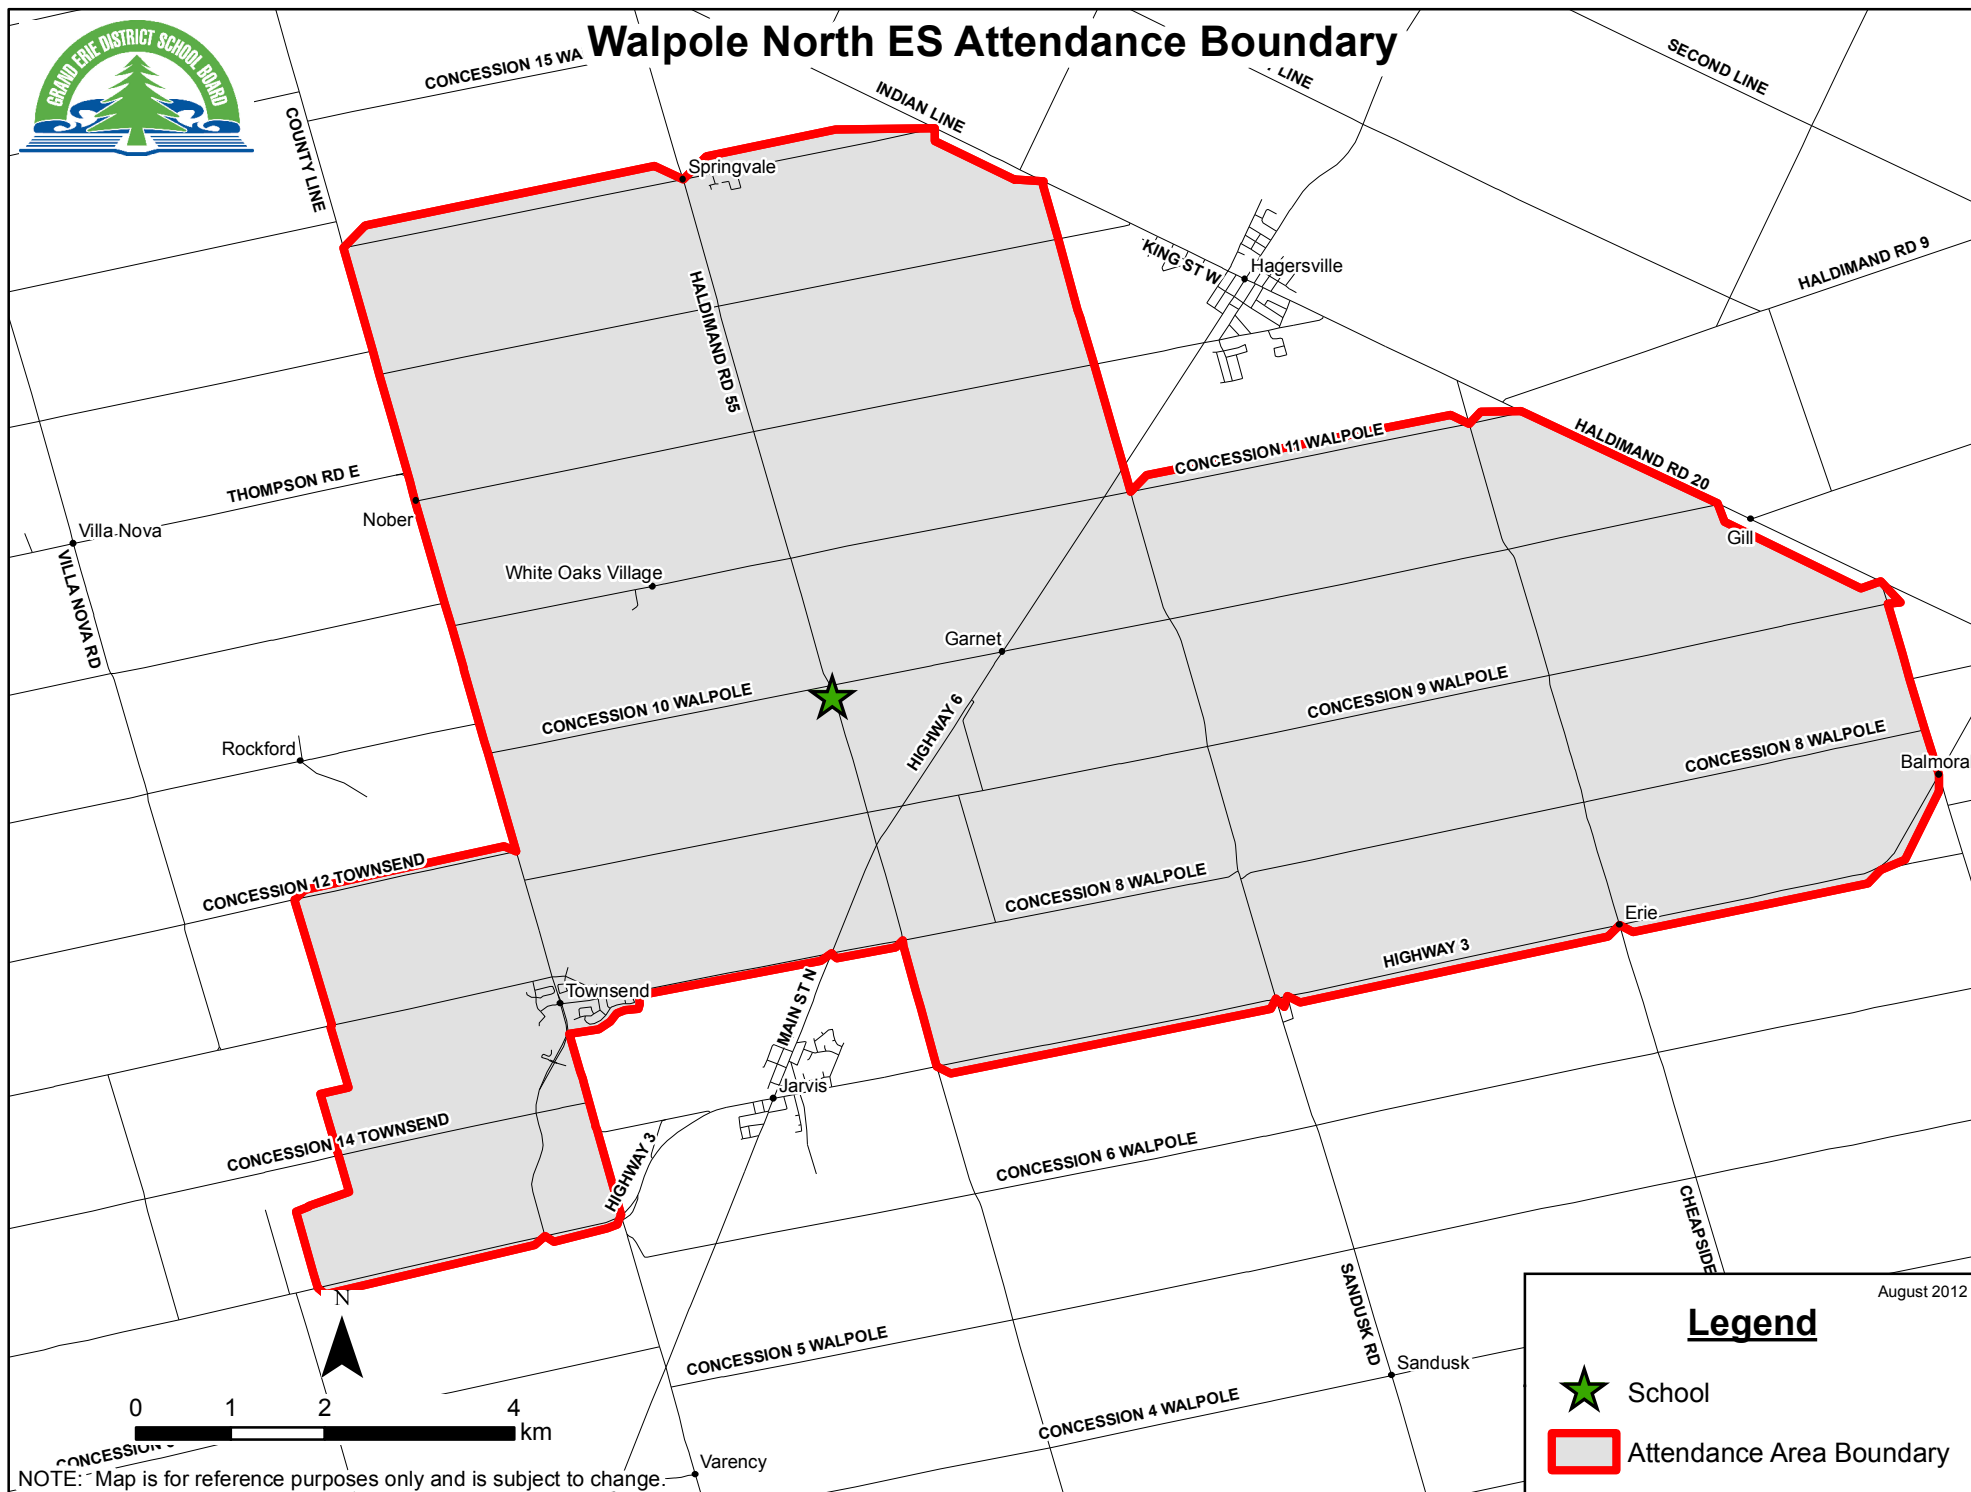 Walpole North ES Attendance Boundary
GRAND ERIE DISTRICT SCHOOL BOARD
CONCESSION 15 WA
INDIAN LINE
LINE
SECOND LINE
COUNTY LINE
Springvale
KING ST W
Hagersville
HALDIMAND RD 9
HALDIMAND RD 55
CONCESSION 11 WALPOLE
HALDIMAND RD 20
THOMPSON RD E
Nober
Villa Nova
VILLA NOVA RD
Gill
White Oaks Village
Garnet
CONCESSION 10 WALPOLE
CONCESSION 9 WALPOLE
HIGHWAY 6
Rockford
CONCESSION 8 WALPOLE
Balmora
CONCESSION 12 TOWNSEND
CONCESSION 8 WALPOLE
Erie
HIGHWAY 3
Townsend
MAIN ST N
Jarvis
CONCESSION 14 TOWNSEND
HIGHWAY 3
CONCESSION 6 WALPOLE
CHEAPSIDE
SANDUSK RD
CONCESSION 5 WALPOLE
Sandusk
CONCESSION 4 WALPOLE
Varency
N
0 1 2 4
km
CONCESSION
NOTE: Map is for reference purposes only and is subject to change.
August 2012
Legend
School
Attendance Area Boundary